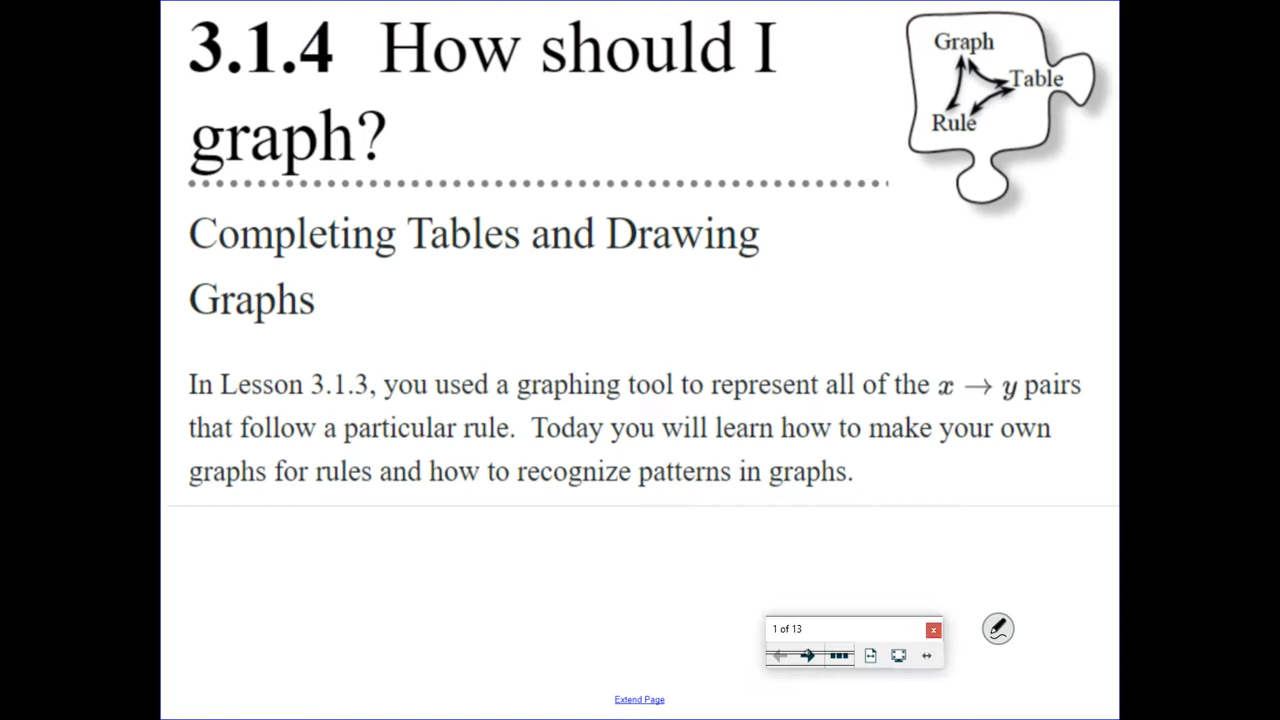 3.1.4 How should I
graph?
Graph
Table
Rule
Completing Tables and Drawing
Graphs
In Lesson 3.1.3, you used a graphing tool to represent all of the x → y pairs
that follow a particular rule. Today you will learn how to make your own
graphs for rules and how to recognize patterns in graphs.
1 of 13
x
Extend Page